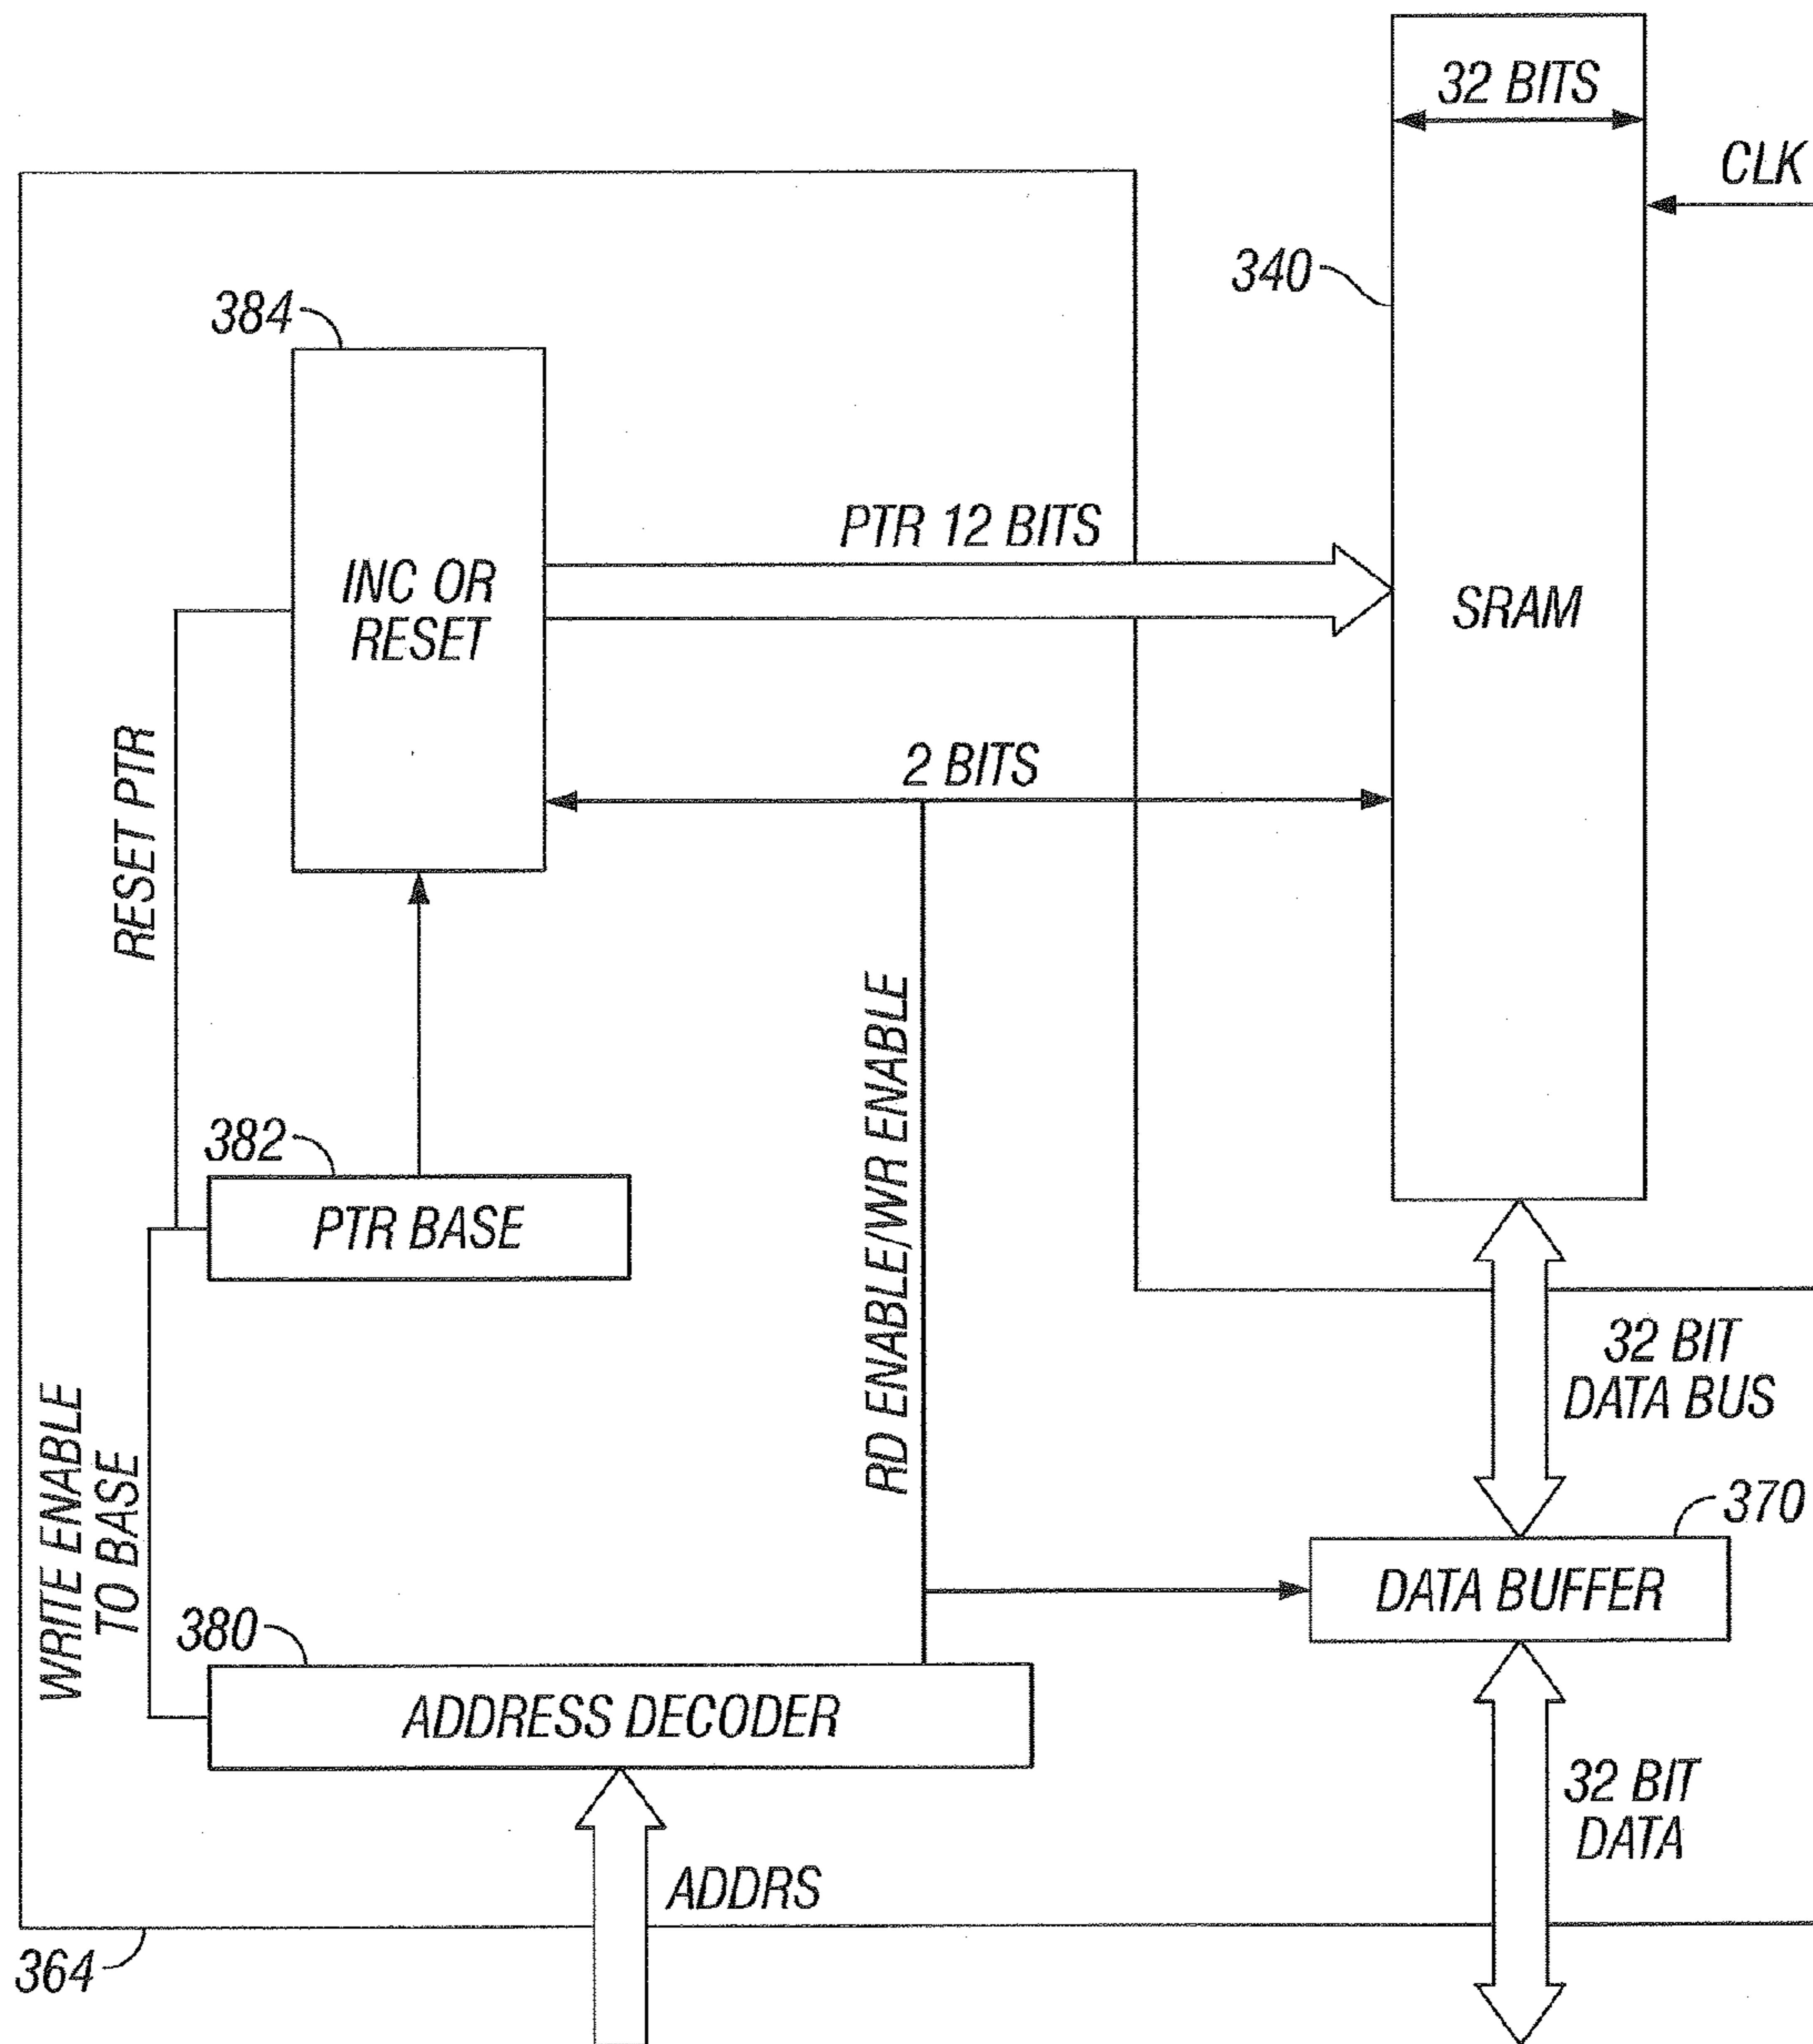 32 BITS
CLK
340
384
PTR 12 BITS
INC OR
RESET
SRAM
2 BITS
RESET PTR
RD ENABLE/WR ENABLE
382
PTR BASE
32 BIT
DATA BUS
WRITE ENABLE
TO BASE
370
DATA BUFFER
380
ADDRESS DECODER
32 BIT
DATA
ADDRS
364